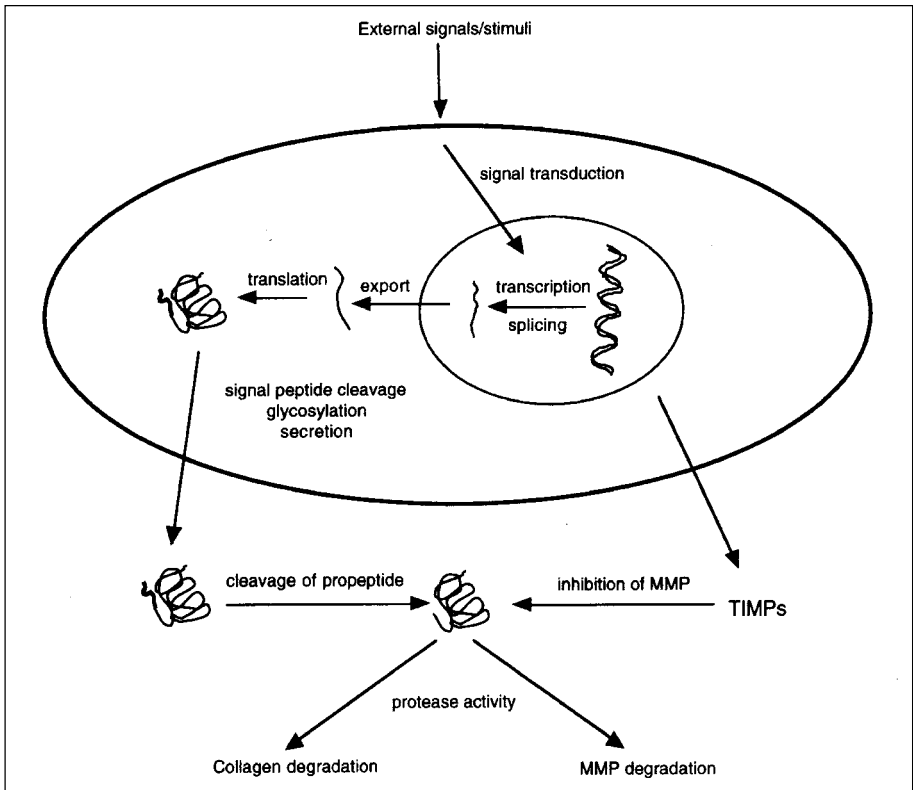 External signals/stimuli
signal transduction
translation
export
transcription
splicing
signal peptide cleavage
glycosylation
secretion
cleavage of propeptide
inhibition of MMP
TIMPs
protease activity
Collagen degradation
MMP degradation